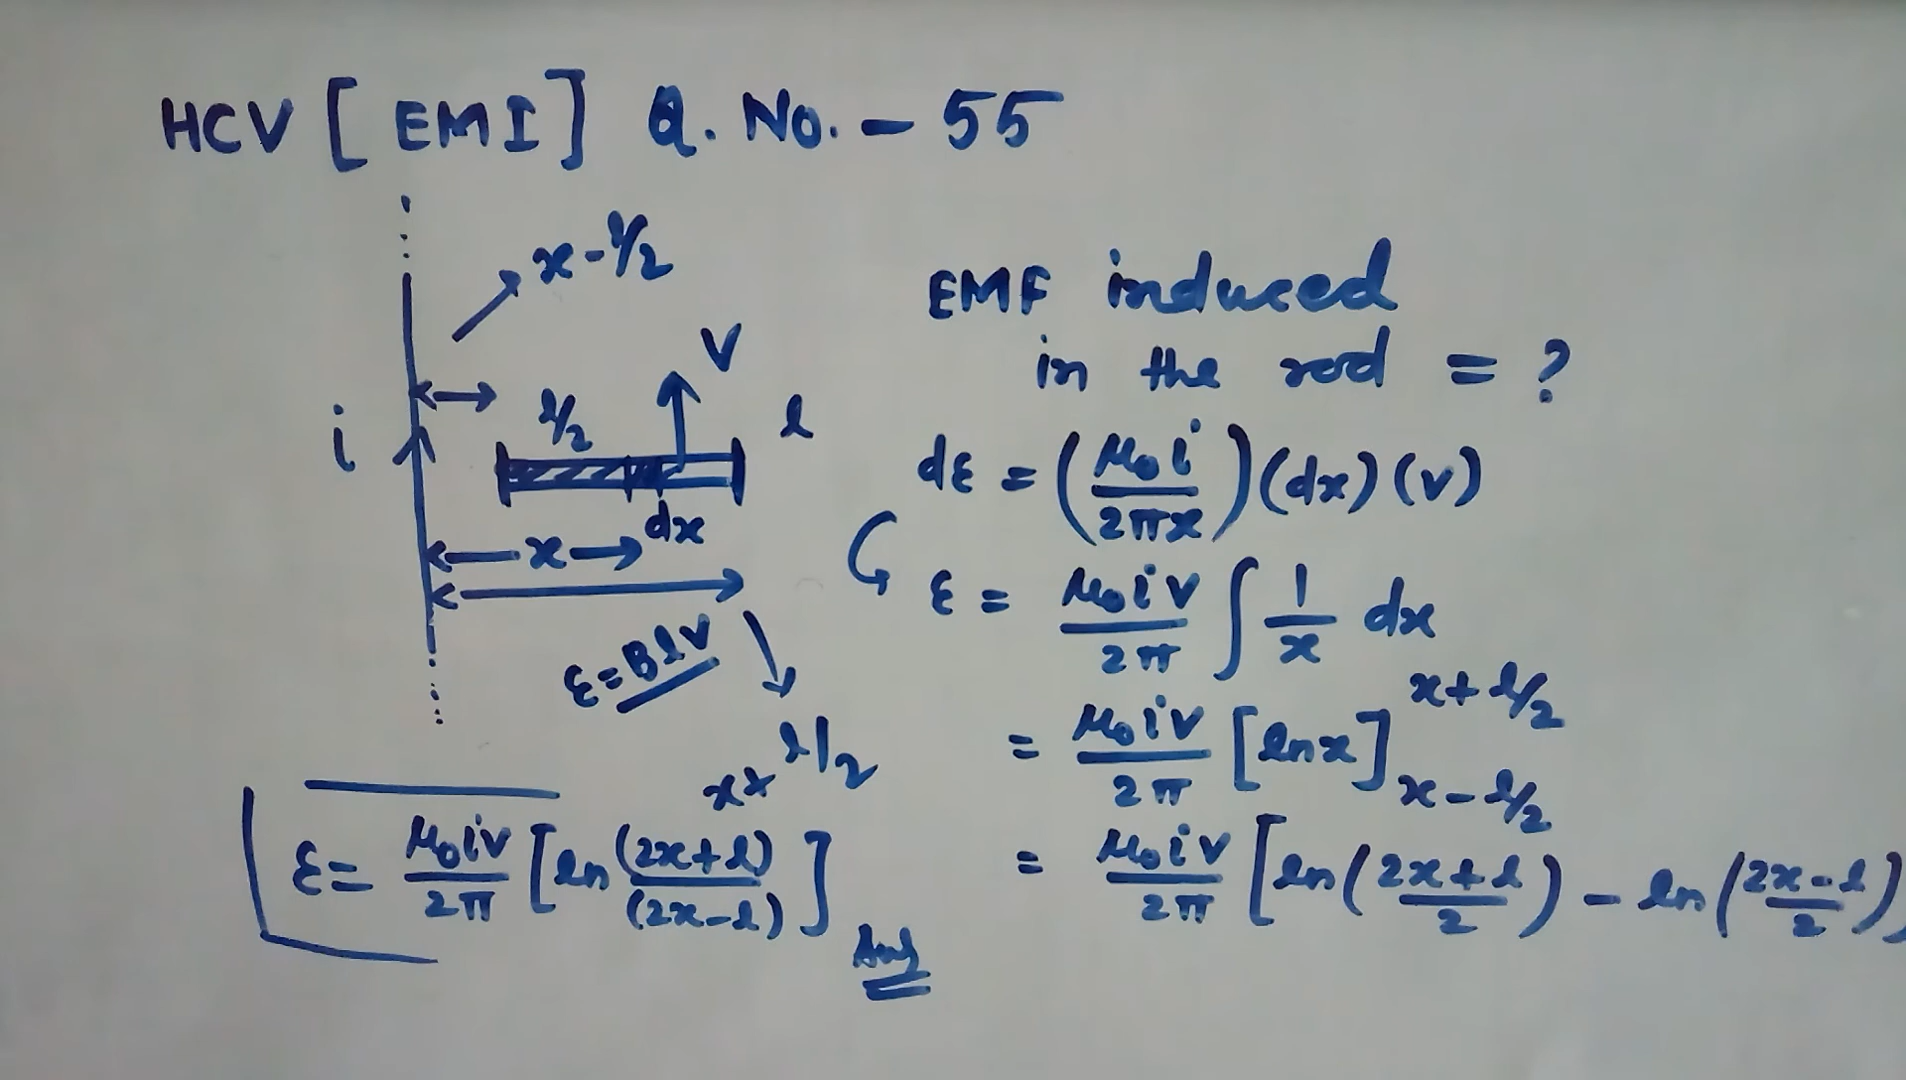 HCV [EMI] Q. No. - 55
x-l/2
V
i
l/2
l
dx
x
ε=Blv
x+l/2
EMF induced
in the rod = ?
dε = (μ₀i/2πx)(dx)(v)
ε = μ₀iv/2π ∫ 1/x dx
= μ₀iv/2π [lnx] x+l/2 x-l/2
= μ₀iv/2π [ln(2x+l/2) - ln(2x-l/2)
ε= μ₀iv/2π [ln (2x+l)/(2x-l)]
Ans